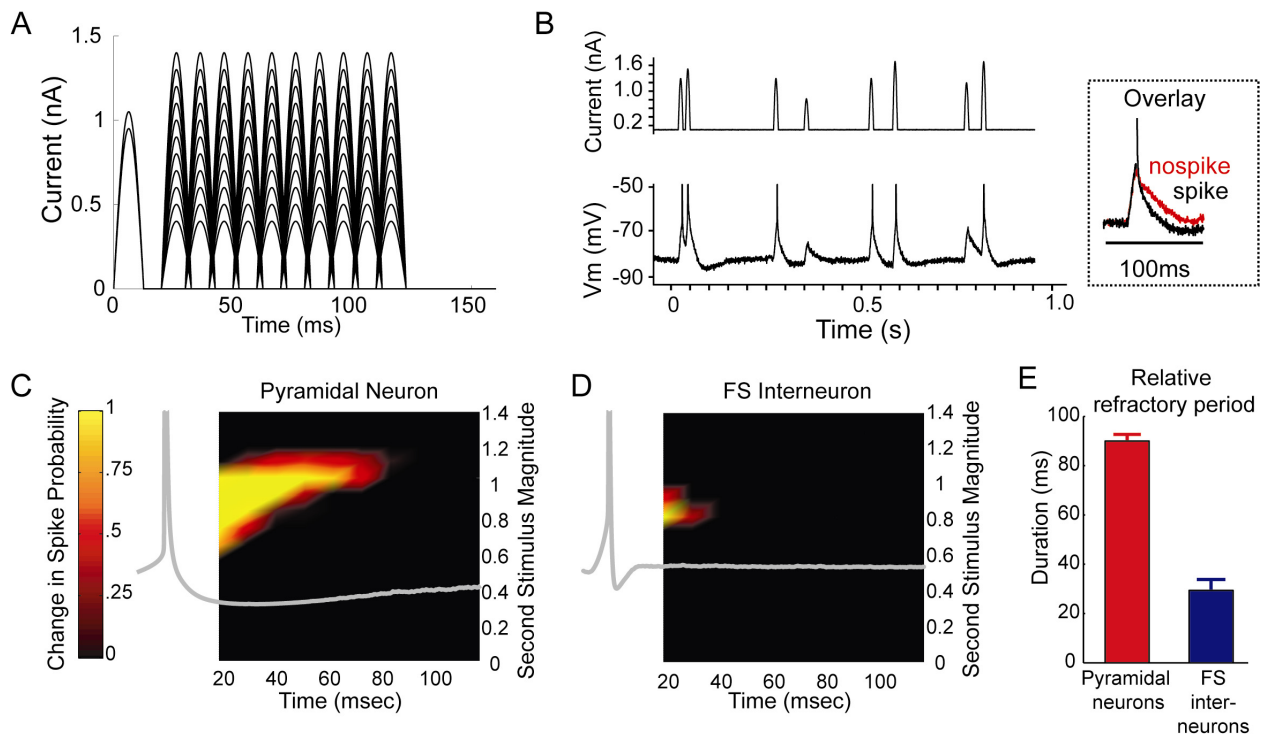 A
1.5
1
0.5
0
Current (nA)
0 50 100 150
Time (ms)
B
Current (nA)
1.6
1.0
0.2
Vm (mV)
-50
-70
-90
0 0.5 1.0
Time (s)
Overlay
nospike
spike
100ms
C
Change in Spike Probability
1
.75
.5
.25
0
Pyramidal Neuron
1.4
1.2
1
0.8
0.6
0.4
0.2
0
Second Stimulus Magnitude
20 40 60 80 100
Time (msec)
D
FS Interneuron
1.4
1.2
1
0.8
0.6
0.4
0.2
0
Second Stimulus Magnitude
20 40 60 80 100
Time (msec)
E
Relative
refractory period
Duration (ms)
100
80
60
40
20
0
Pyramidal
neurons
FS
inter-
neurons